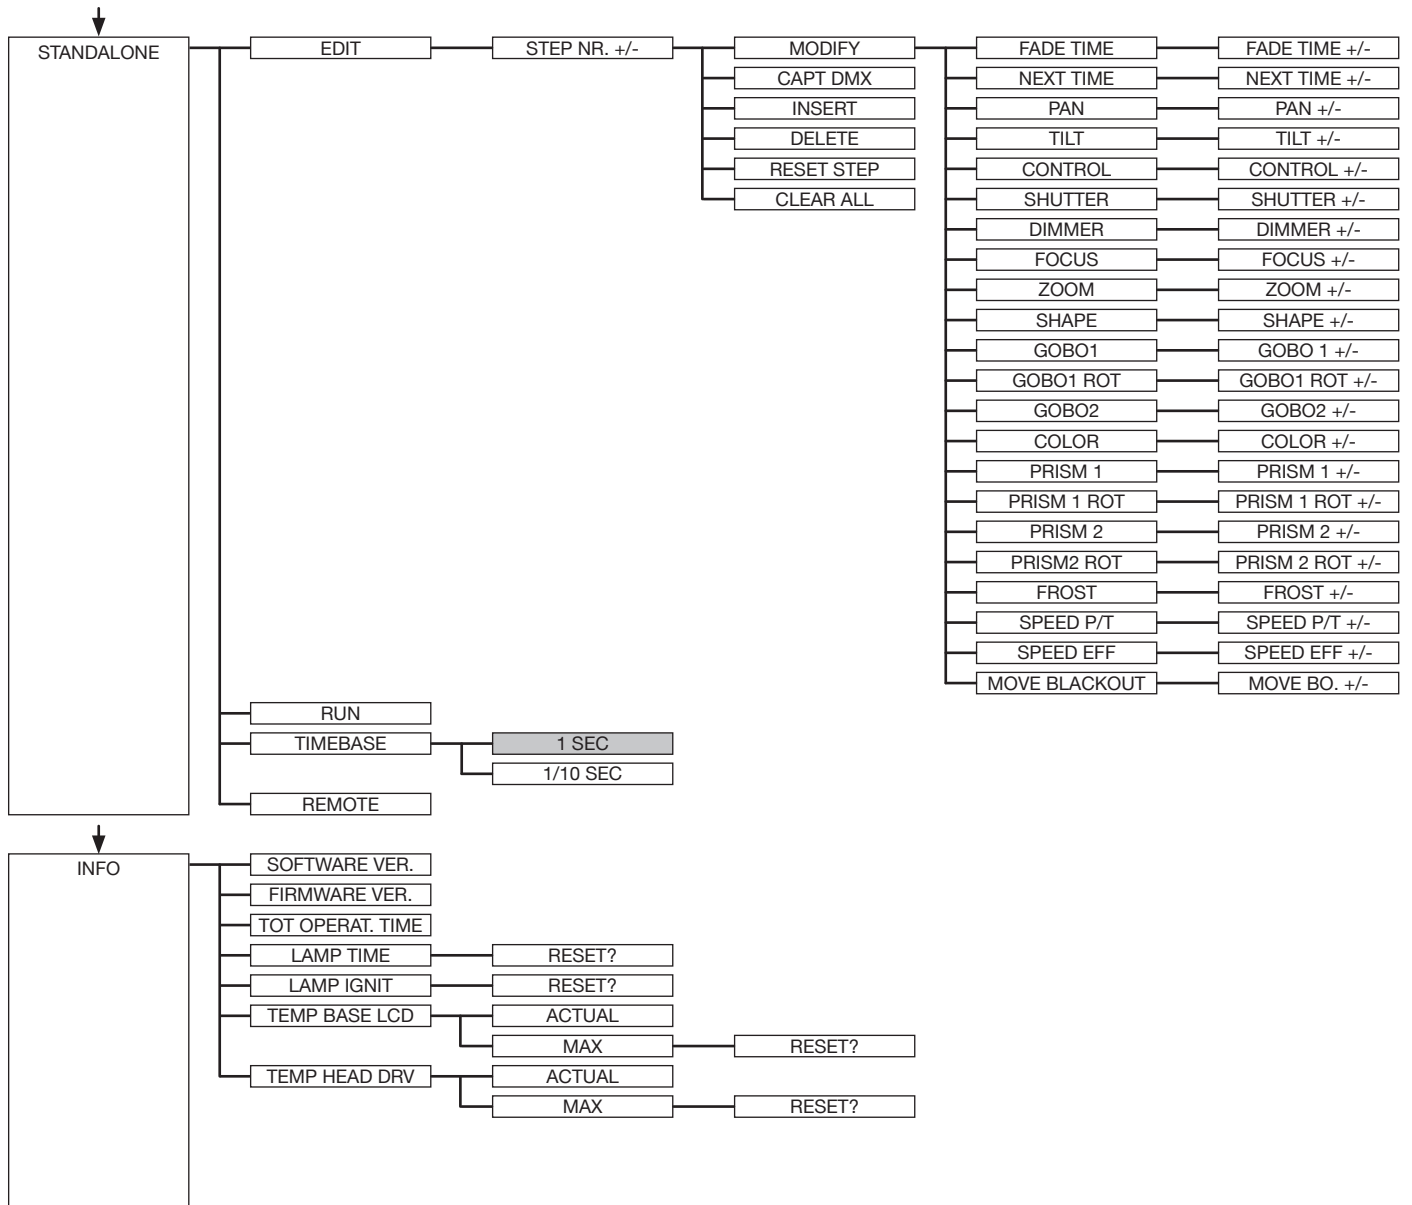 STANDALONE EDIT STEP NR. +/- MODIFY FADE TIME FADE TIME +/-
CAPT DMX NEXT TIME NEXT TIME +/-
INSERT PAN PAN +/-
DELETE TILT TILT +/-
RESET STEP CONTROL CONTROL +/-
CLEAR ALL SHUTTER SHUTTER +/-
DIMMER DIMMER +/-
FOCUS FOCUS +/-
ZOOM ZOOM +/-
SHAPE SHAPE +/-
GOBO1 GOBO 1 +/-
GOBO1 ROT GOBO1 ROT +/-
GOBO2 GOBO2 +/-
COLOR COLOR +/-
PRISM 1 PRISM 1 +/-
PRISM 1 ROT PRISM 1 ROT +/-
PRISM 2 PRISM 2 +/-
PRISM2 ROT PRISM 2 ROT +/-
FROST FROST +/-
SPEED P/T SPEED P/T +/-
SPEED EFF SPEED EFF +/-
MOVE BLACKOUT MOVE BO. +/-
RUN
TIMEBASE 1 SEC
1/10 SEC
REMOTE
INFO SOFTWARE VER.
FIRMWARE VER.
TOT OPERAT. TIME
LAMP TIME RESET?
LAMP IGNIT RESET?
TEMP BASE LCD ACTUAL
MAX RESET?
TEMP HEAD DRV ACTUAL
MAX RESET?